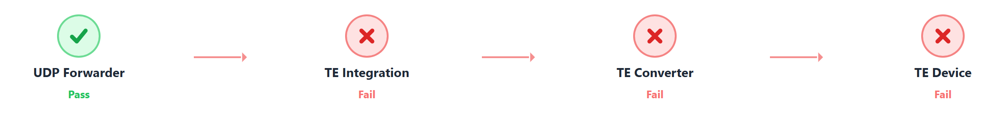 UDP Forwarder
Pass
TE Integration
Fail
TE Converter
Fail
TE Device
Fail